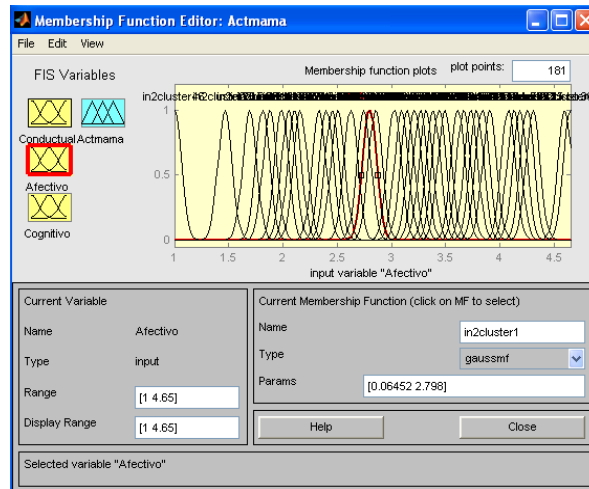 Membership Function Editor: Actmama
File Edit View
FIS Variables
Membership function plots plot points: 181
in2cluster46
Conductual Actmama
Afectivo
Cognitivo
1
0.5
0
1 1.5 2 2.5 3 3.5 4 4.5
input variable "Afectivo"
Current Variable
Name Afectivo
Type input
Range [1 4.65]
Display Range [1 4.65]
Current Membership Function (click on MF to select)
Name in2cluster1
Type gaussmf
Params [0.06452 2.798]
Help Close
Selected variable "Afectivo"